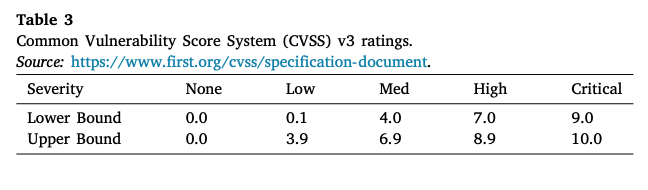 Table 3
Common Vulnerability Score System (CVSS) v3 ratings.
Source: https://www.first.org/cvss/specification-document.
Severity None Low Med High Critical
Lower Bound 0.0 0.1 4.0 7.0 9.0
Upper Bound 0.0 3.9 6.9 8.9 10.0